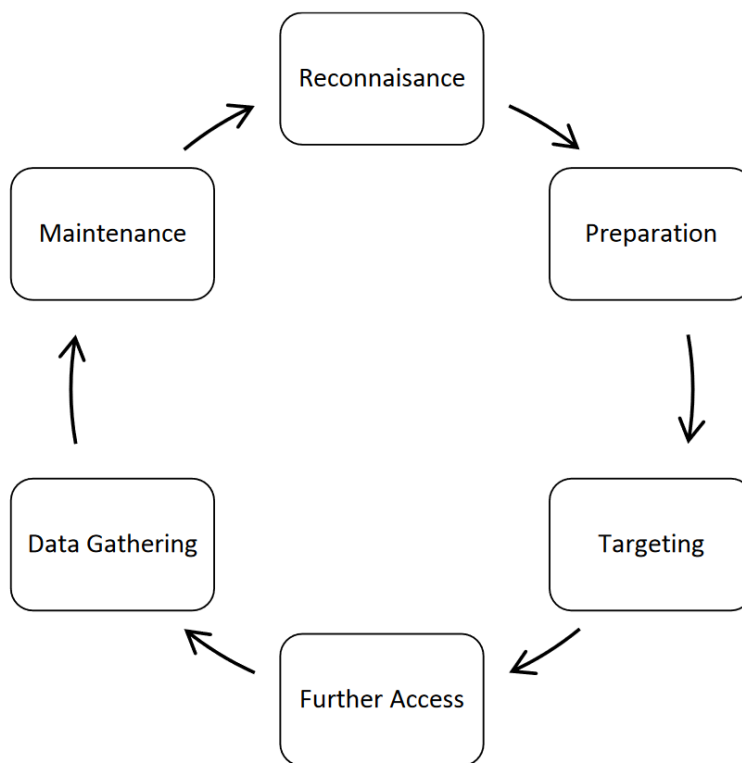 Reconnaisance
Preparation
Targeting
Further Access
Data Gathering
Maintenance